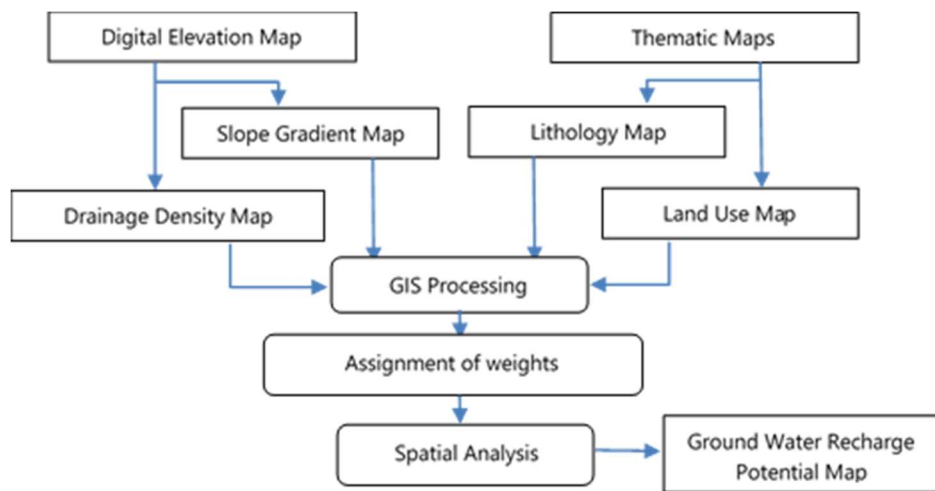 Digital Elevation Map
Thematic Maps
Slope Gradient Map
Lithology Map
Drainage Density Map
Land Use Map
GIS Processing
Assignment of weights
Spatial Analysis
Ground Water Recharge
Potential Map